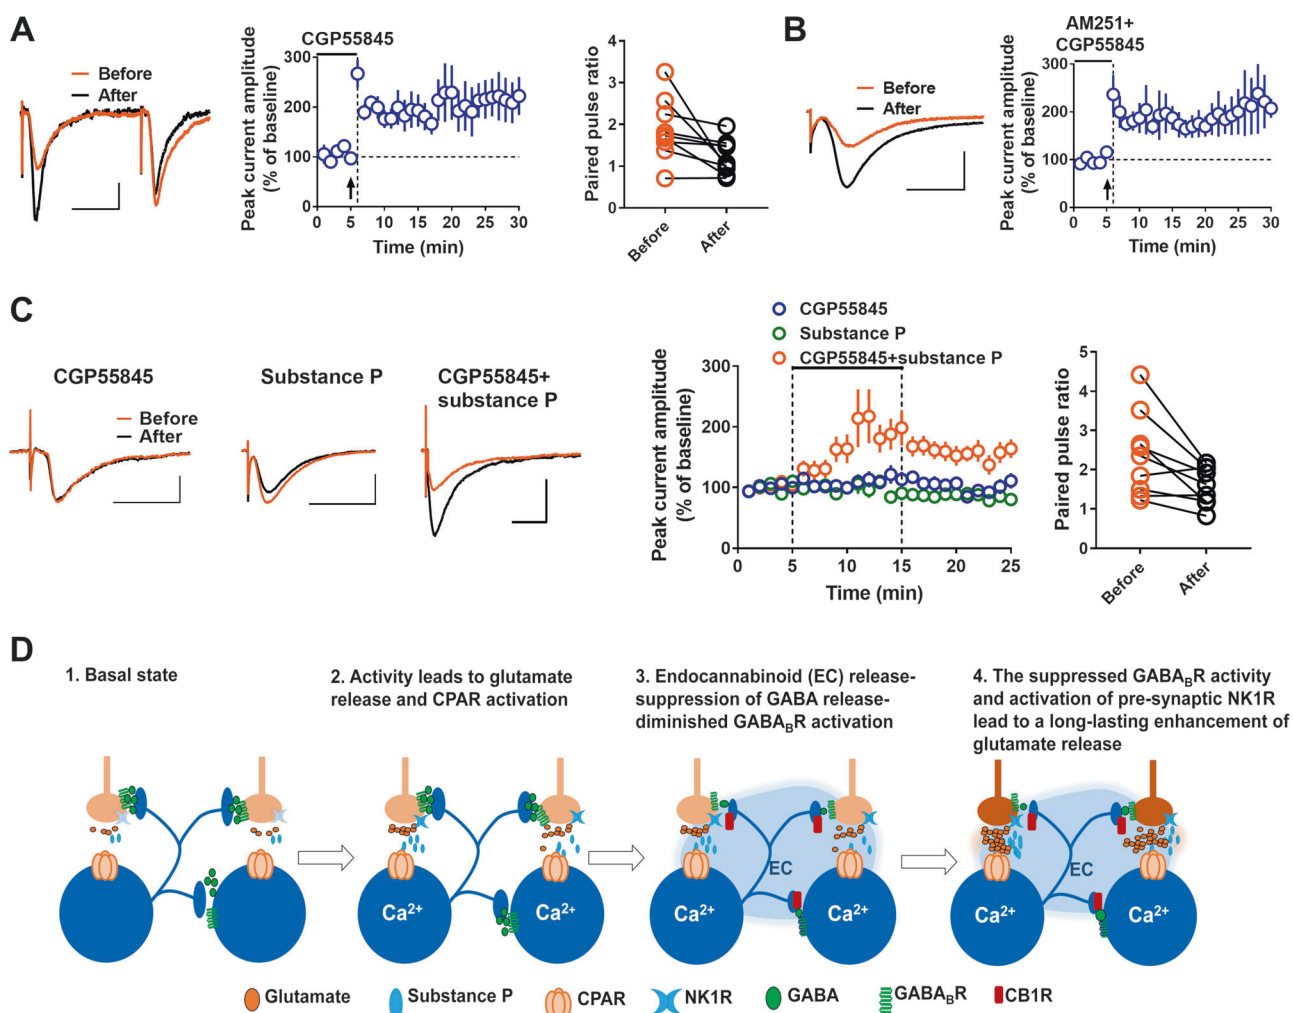 A
Before
After
CGP55845
Peak current amplitude
(% of baseline)
300
200
100
0
0 5 10 15 20 25 30
Time (min)
Paired pulse ratio
4
3
2
1
0
Before
After
B
Before
After
AM251+
CGP55845
Peak current amplitude
(% of baseline)
300
200
100
0
0 5 10 15 20 25 30
Time (min)
C
CGP55845
Before
After
Substance P
CGP55845+
substance P
CGP55845
Substance P
CGP55845+substance P
Peak current amplitude
(% of baseline)
300
200
100
0
0 5 10 15 20 25
Time (min)
Paired pulse ratio
5
4
3
2
1
0
Before
After
D
1. Basal state
2. Activity leads to glutamate
release and CPAR activation
3. Endocannabinoid (EC) release-
suppression of GABA release-
diminished GABA_BR activation
4. The suppressed GABA_BR activity
and activation of pre-synaptic NK1R
lead to a long-lasting enhancement of
glutamate release
Ca²⁺
Ca²⁺
EC
Ca²⁺
Ca²⁺
EC
Ca²⁺
Ca²⁺
Glutamate
Substance P
CPAR
NK1R
GABA
GABA_BR
CB1R